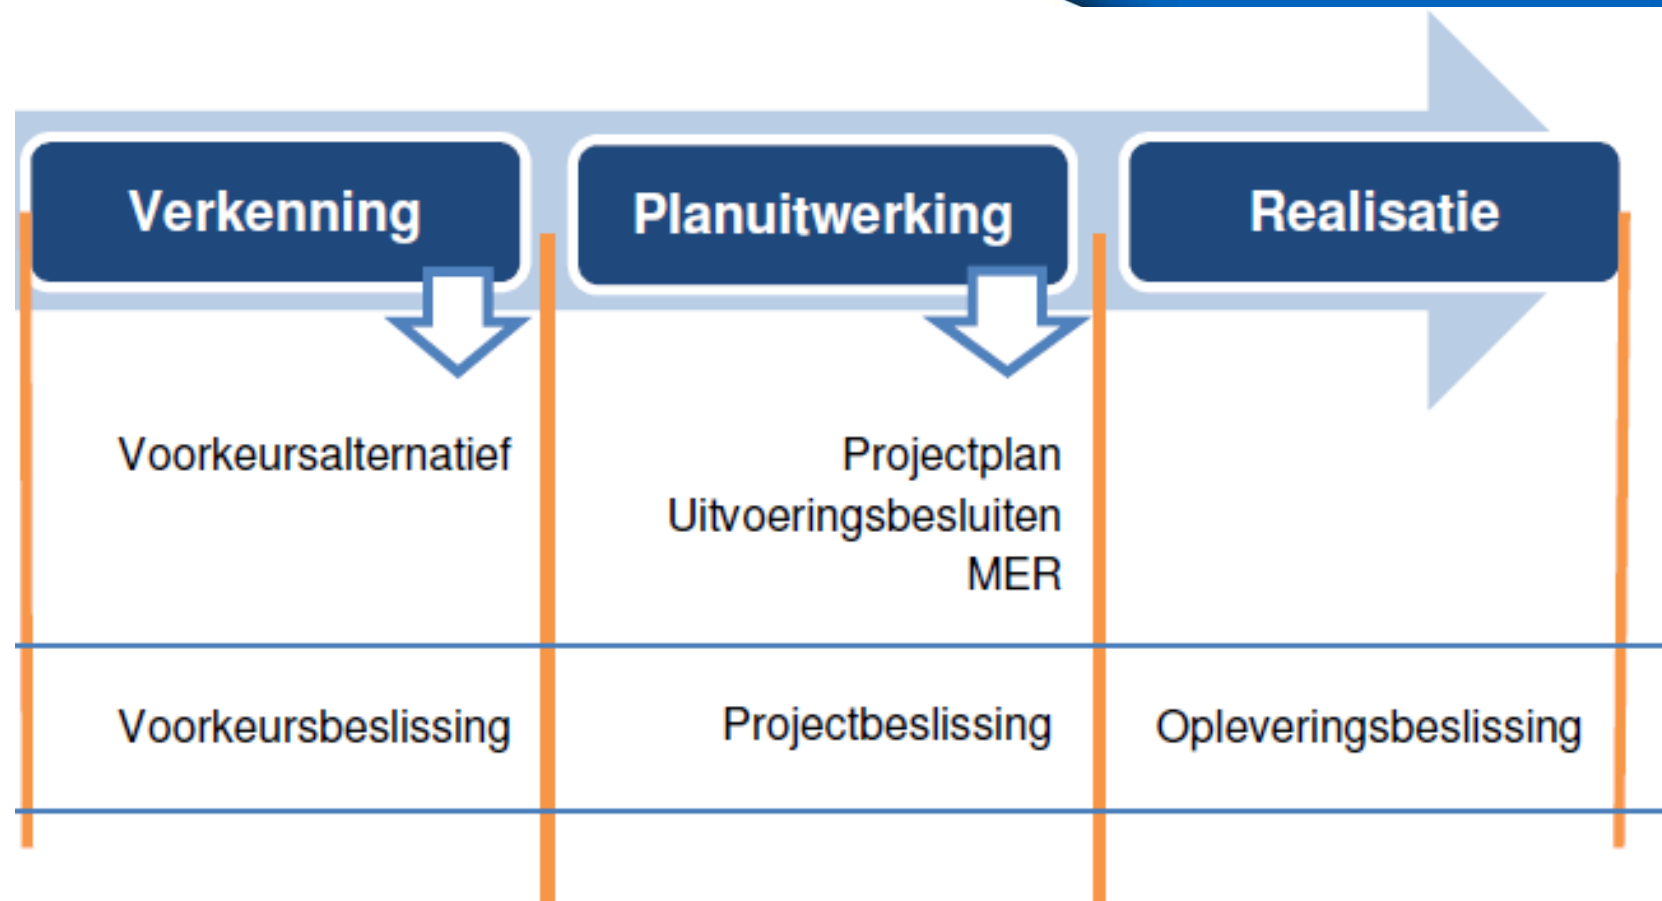 Verkenning
Planuitwerking
Realisatie
Voorkeursalternatief
Projectplan
Uitvoeringsbesluiten
MER
Voorkeursbeslissing
Projectbeslissing
Opleveringsbeslissing